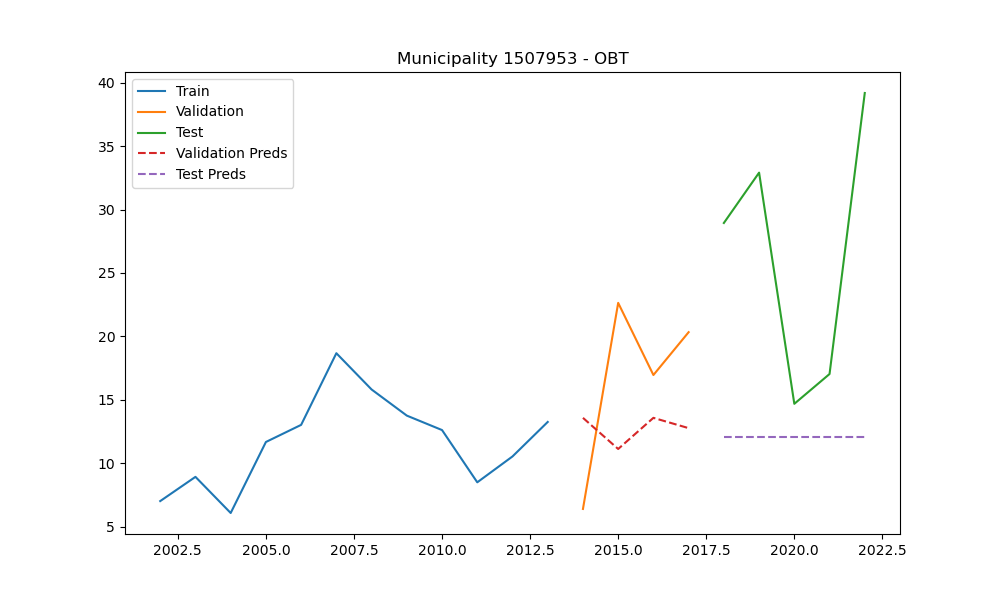 Municipality 1507953 - OBT
Train
Validation
Test
Validation Preds
Test Preds
40
35
30
25
20
15
10
5
2002.5 2005.0 2007.5 2010.0 2012.5 2015.0 2017.5 2020.0 2022.5